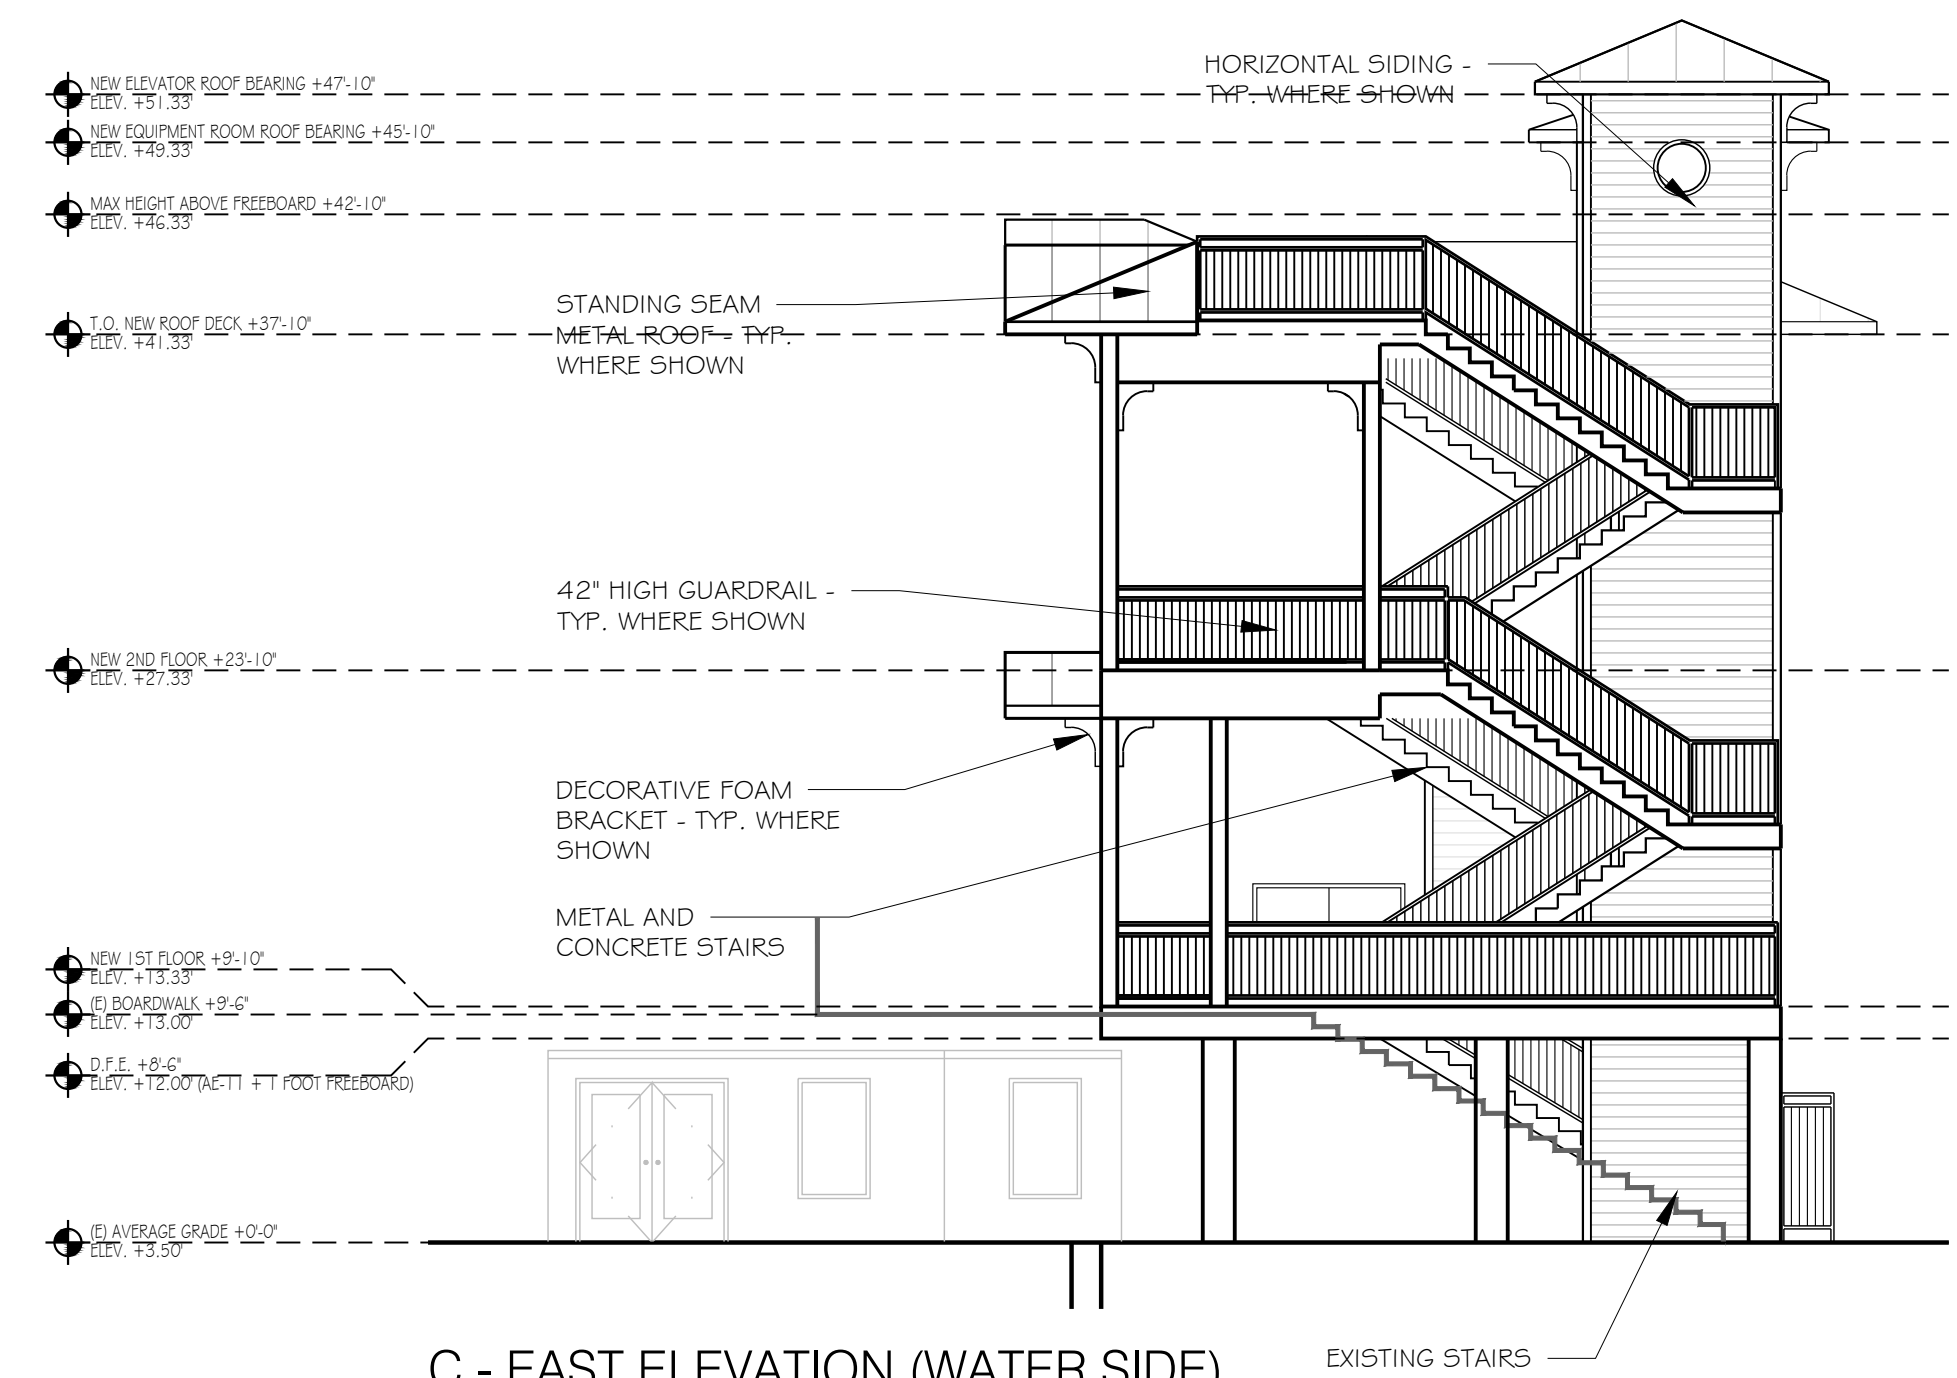 HORIZONTAL SIDING -
TYP. WHERE SHOWN
NEW ELEVATOR ROOF BEARING +47'-10"
ELEV. +51.33'
NEW EQUIPMENT ROOM ROOF BEARING +45'-10"
ELEV. +49.33'
MAX HEIGHT ABOVE FREEBOARD +42'-10"
ELEV. +46.33'
STANDING SEAM
METAL ROOF - TYP.
WHERE SHOWN
T.O. NEW ROOF DECK +37'-10"
ELEV. +41.33'
42" HIGH GUARDRAIL -
TYP. WHERE SHOWN
NEW 2ND FLOOR +23'-10"
ELEV. +27.33'
DECORATIVE FOAM
BRACKET - TYP. WHERE
SHOWN
METAL AND
CONCRETE STAIRS
NEW 1ST FLOOR +9'-10"
ELEV. +13.33'
(E) BOARDWALK +9'-6"
ELEV. +13.00'
D.F.E. +8'-6"
ELEV. +12.00' (AE-11 + 1 FOOT FREEBOARD)
(E) AVERAGE GRADE +0'-0"
ELEV. +3.50'
C - EAST ELEVATION (WATER SIDE)
EXISTING STAIRS